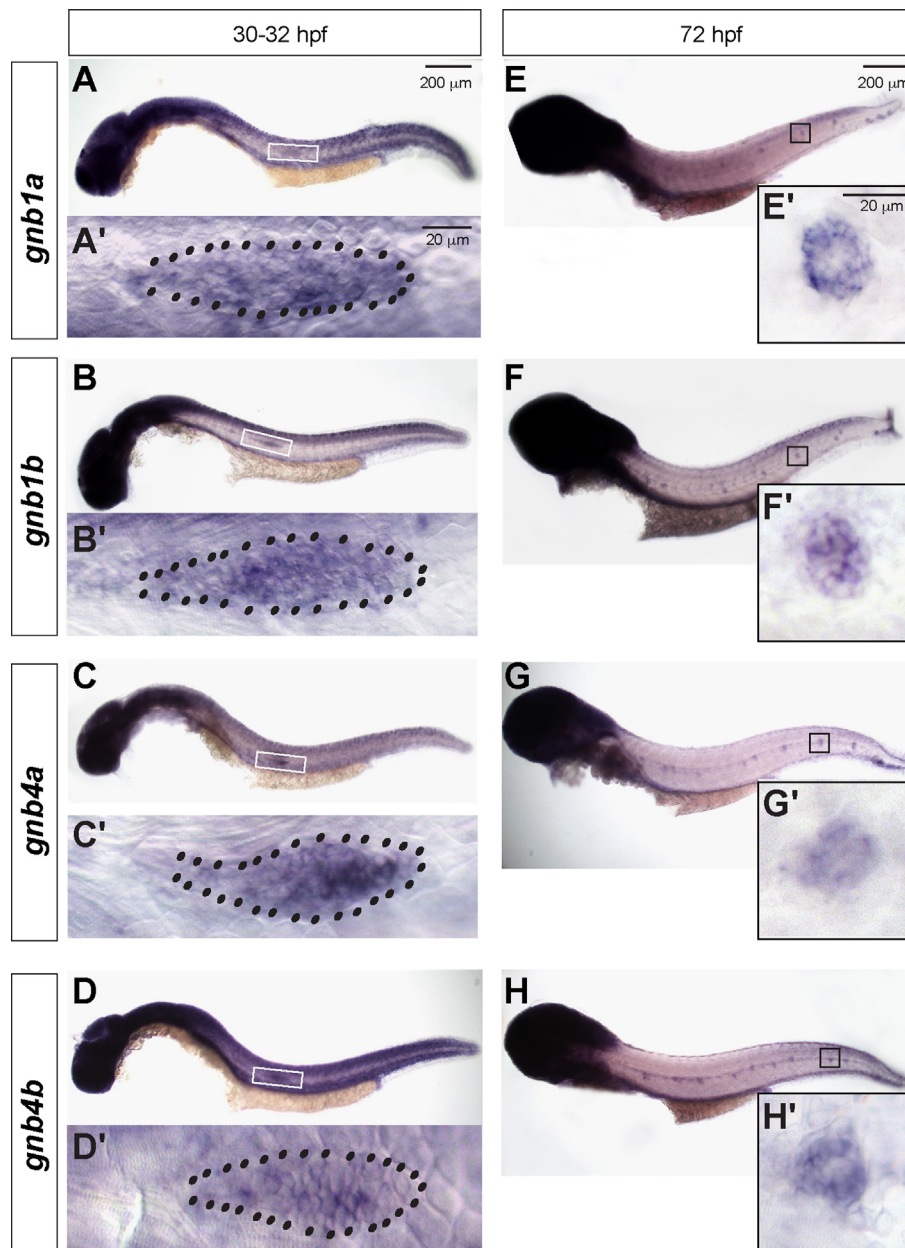 30-32 hpf
72 hpf
gnb1a
A
200 µm
A'
20 µm
E
200 µm
E'
20 µm
gnb1b
B
B'
F
F'
gnb4a
C
C'
G
G'
gnb4b
D
D'
H
H'